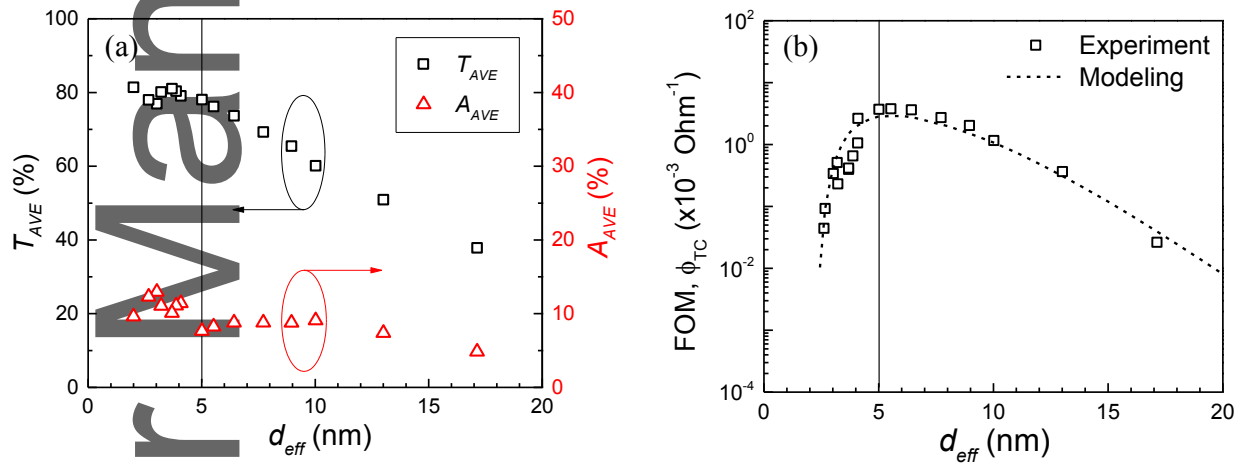 (a)
T_AVE
A_AVE
100
80
60
40
20
0
T_AVE (%)
50
40
30
20
10
0
A_AVE (%)
0 5 10 15 20
d_eff (nm)
r Man
(b)
Experiment
Modeling
10^2
10^0
10^-2
10^-4
FOM, ϕ_TC (x10^-3 Ohm^-1)
0 5 10 15 20
d_eff (nm)